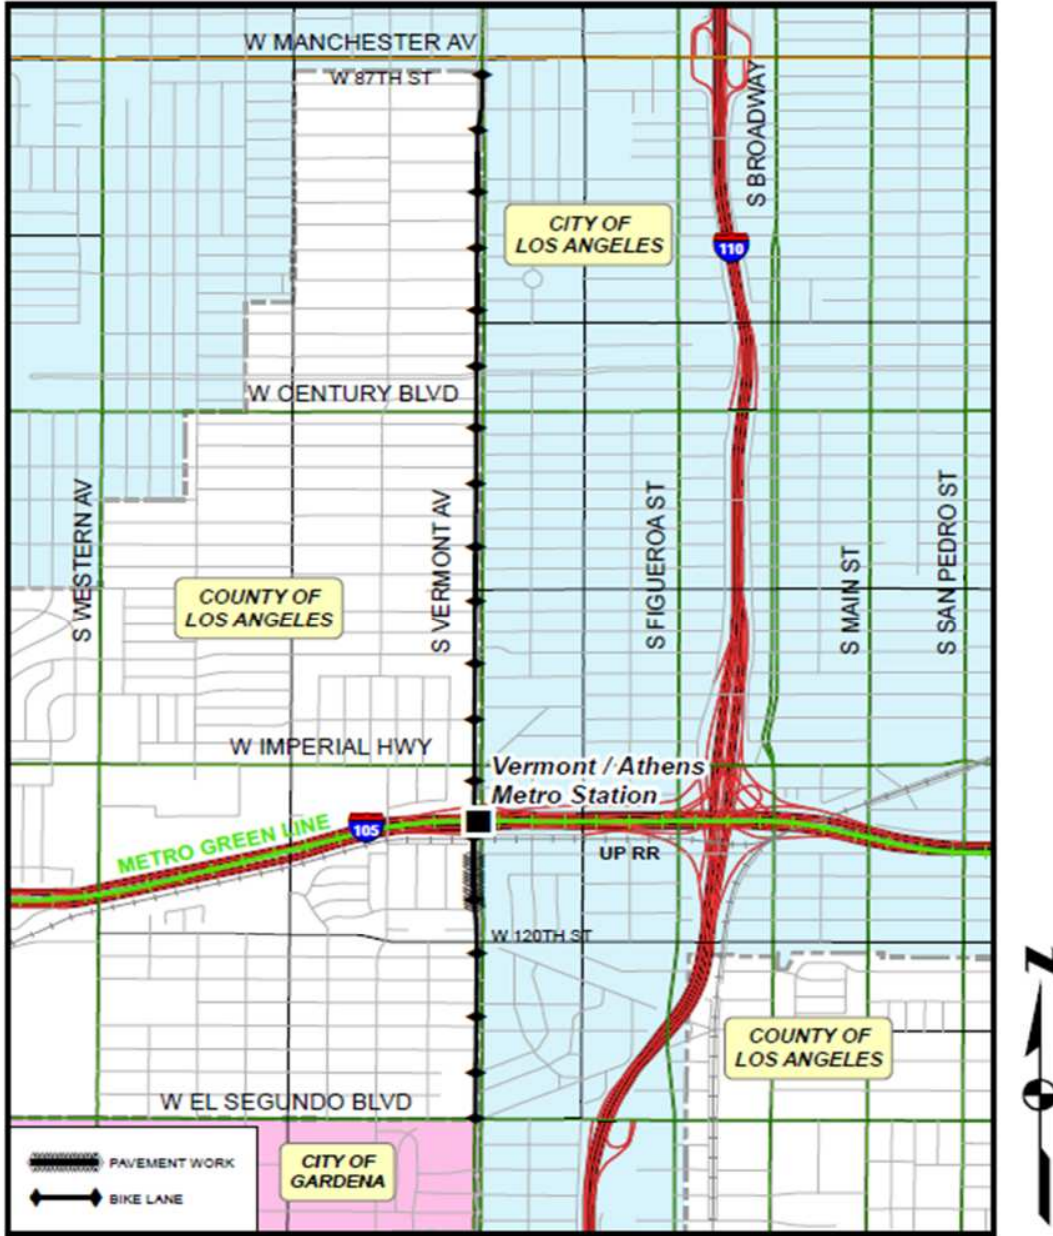 W MANCHESTER AV
W 87TH ST
S BROADWAY
CITY OF
LOS ANGELES
110
W CENTURY BLVD
S WESTERN AV
S VERMONT AV
S FIGUEROA ST
S MAIN ST
S SAN PEDRO ST
COUNTY OF
LOS ANGELES
W IMPERIAL HWY
Vermont / Athens
Metro Station
METRO GREEN LINE
105
UP RR
W 120TH ST
COUNTY OF
LOS ANGELES
W EL SEGUNDO BLVD
PAVEMENT WORK
BIKE LANE
CITY OF
GARDENA
N